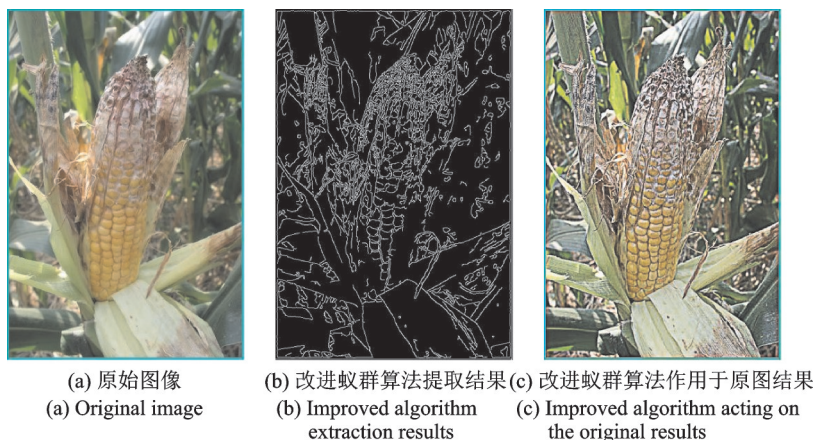 (a) 原始图像
(a) Original image
(b) 改进蚁群算法提取结果
(b) Improved algorithm
extraction results
(c) 改进蚁群算法作用于原图结果
(c) Improved algorithm acting on
the original results